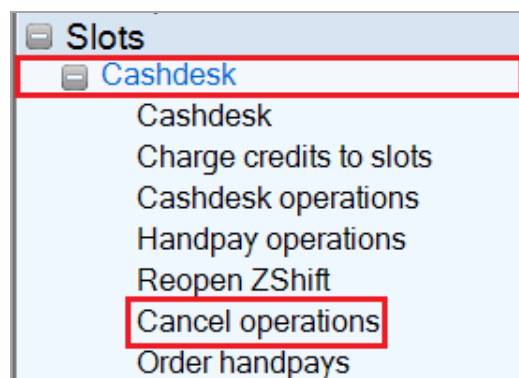 Slots
Cashdesk
Cashdesk
Charge credits to slots
Cashdesk operations
Handpay operations
Reopen ZShift
Cancel operations
Order handpays